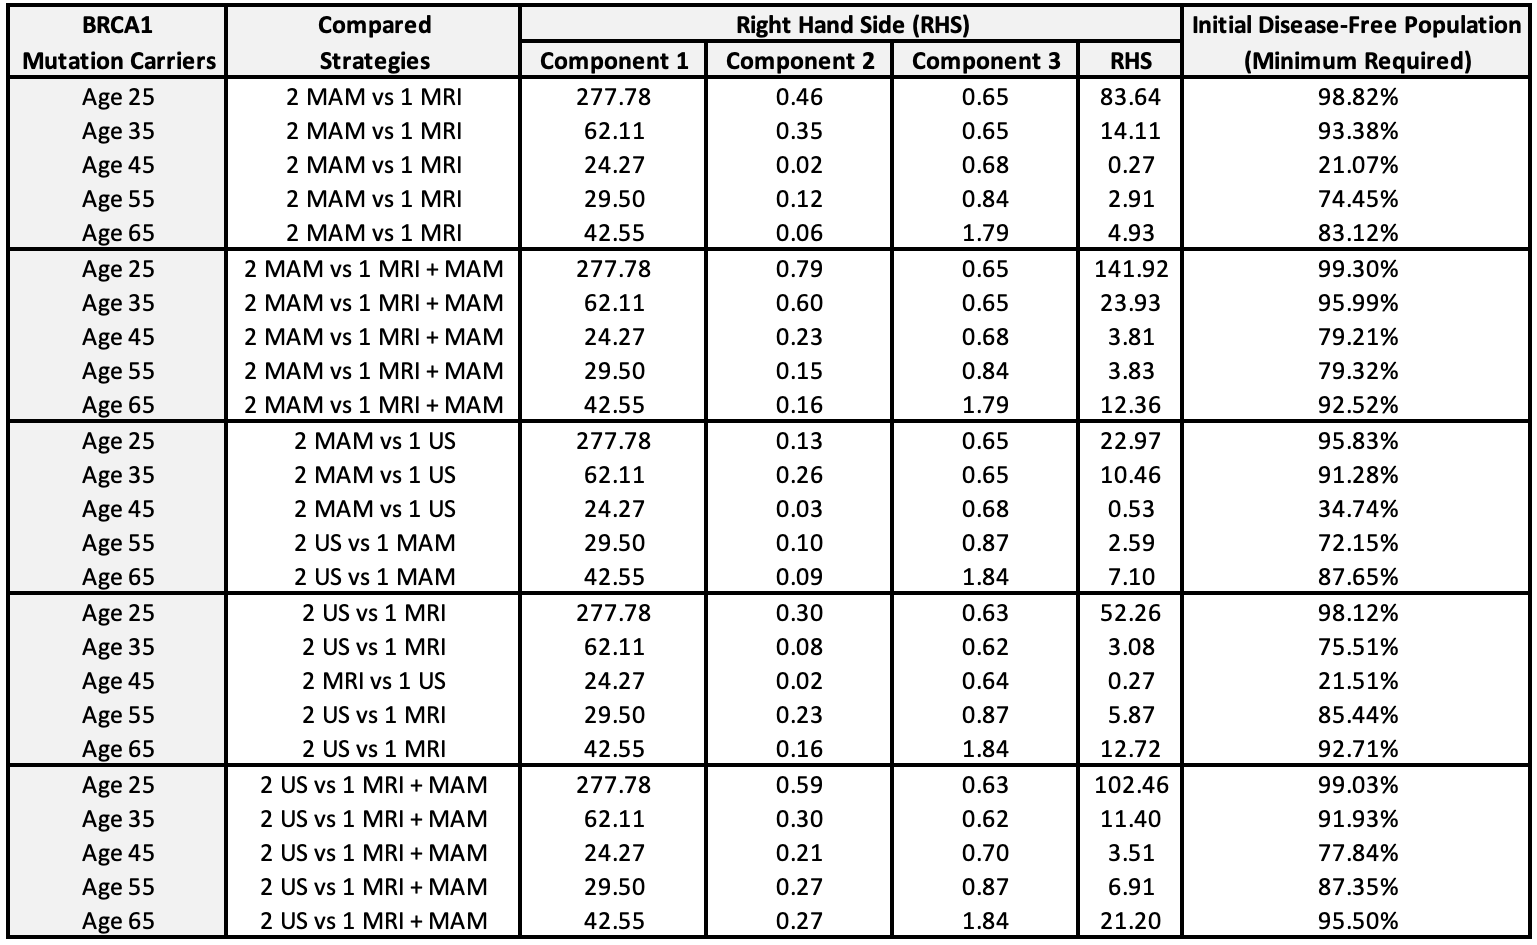 BRCA1 Compared Right Hand Side (RHS) Initial Disease-Free Population
Mutation Carriers Strategies Component 1 Component 2 Component 3 RHS (Minimum Required)
Age 25 2 MAM vs 1 MRI 277.78 0.46 0.65 83.64 98.82%
Age 35 2 MAM vs 1 MRI 62.11 0.35 0.65 14.11 93.38%
Age 45 2 MAM vs 1 MRI 24.27 0.02 0.68 0.27 21.07%
Age 55 2 MAM vs 1 MRI 29.50 0.12 0.84 2.91 74.45%
Age 65 2 MAM vs 1 MRI 42.55 0.06 1.79 4.93 83.12%
Age 25 2 MAM vs 1 MRI + MAM 277.78 0.79 0.65 141.92 99.30%
Age 35 2 MAM vs 1 MRI + MAM 62.11 0.60 0.65 23.93 95.99%
Age 45 2 MAM vs 1 MRI + MAM 24.27 0.23 0.68 3.81 79.21%
Age 55 2 MAM vs 1 MRI + MAM 29.50 0.15 0.84 3.83 79.32%
Age 65 2 MAM vs 1 MRI + MAM 42.55 0.16 1.79 12.36 92.52%
Age 25 2 MAM vs 1 US 277.78 0.13 0.65 22.97 95.83%
Age 35 2 MAM vs 1 US 62.11 0.26 0.65 10.46 91.28%
Age 45 2 MAM vs 1 US 24.27 0.03 0.68 0.53 34.74%
Age 55 2 US vs 1 MAM 29.50 0.10 0.87 2.59 72.15%
Age 65 2 US vs 1 MAM 42.55 0.09 1.84 7.10 87.65%
Age 25 2 US vs 1 MRI 277.78 0.30 0.63 52.26 98.12%
Age 35 2 US vs 1 MRI 62.11 0.08 0.62 3.08 75.51%
Age 45 2 MRI vs 1 US 24.27 0.02 0.64 0.27 21.51%
Age 55 2 US vs 1 MRI 29.50 0.23 0.87 5.87 85.44%
Age 65 2 US vs 1 MRI 42.55 0.16 1.84 12.72 92.71%
Age 25 2 US vs 1 MRI + MAM 277.78 0.59 0.63 102.46 99.03%
Age 35 2 US vs 1 MRI + MAM 62.11 0.30 0.62 11.40 91.93%
Age 45 2 US vs 1 MRI + MAM 24.27 0.21 0.70 3.51 77.84%
Age 55 2 US vs 1 MRI + MAM 29.50 0.27 0.87 6.91 87.35%
Age 65 2 US vs 1 MRI + MAM 42.55 0.27 1.84 21.20 95.50%